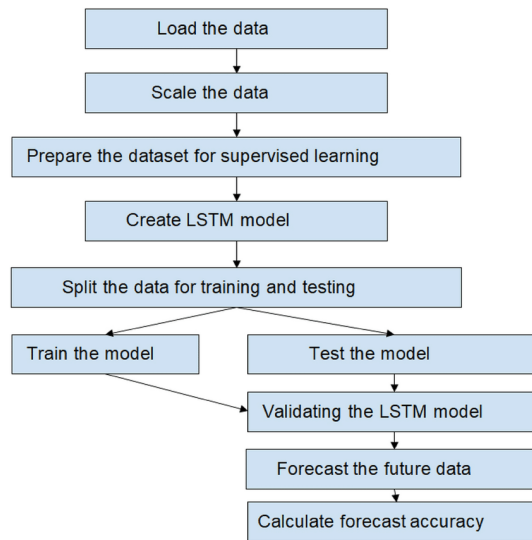 Load the data
Scale the data
Prepare the dataset for supervised learning
Create LSTM model
Split the data for training and testing
Train the model
Test the model
Validating the LSTM model
Forecast the future data
Calculate forecast accuracy